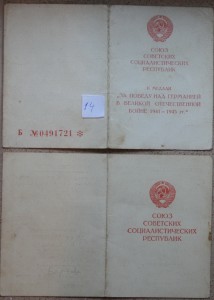 СОЮЗ
СОВЕТСКИХ
СОЦИАЛИСТИЧЕСКИХ
РЕСПУБЛИК
К МЕДАЛИ
"ЗА ПОБЕДУ НАД ГЕРМАНИЕЙ
В ВЕЛИКОЙ ОТЕЧЕСТВЕННОЙ
ВОЙНЕ 1941—1945 гг."
14
Б №0491721
СОЮЗ
СОВЕТСКИХ
СОЦИАЛИСТИЧЕСКИХ
РЕСПУБЛИК